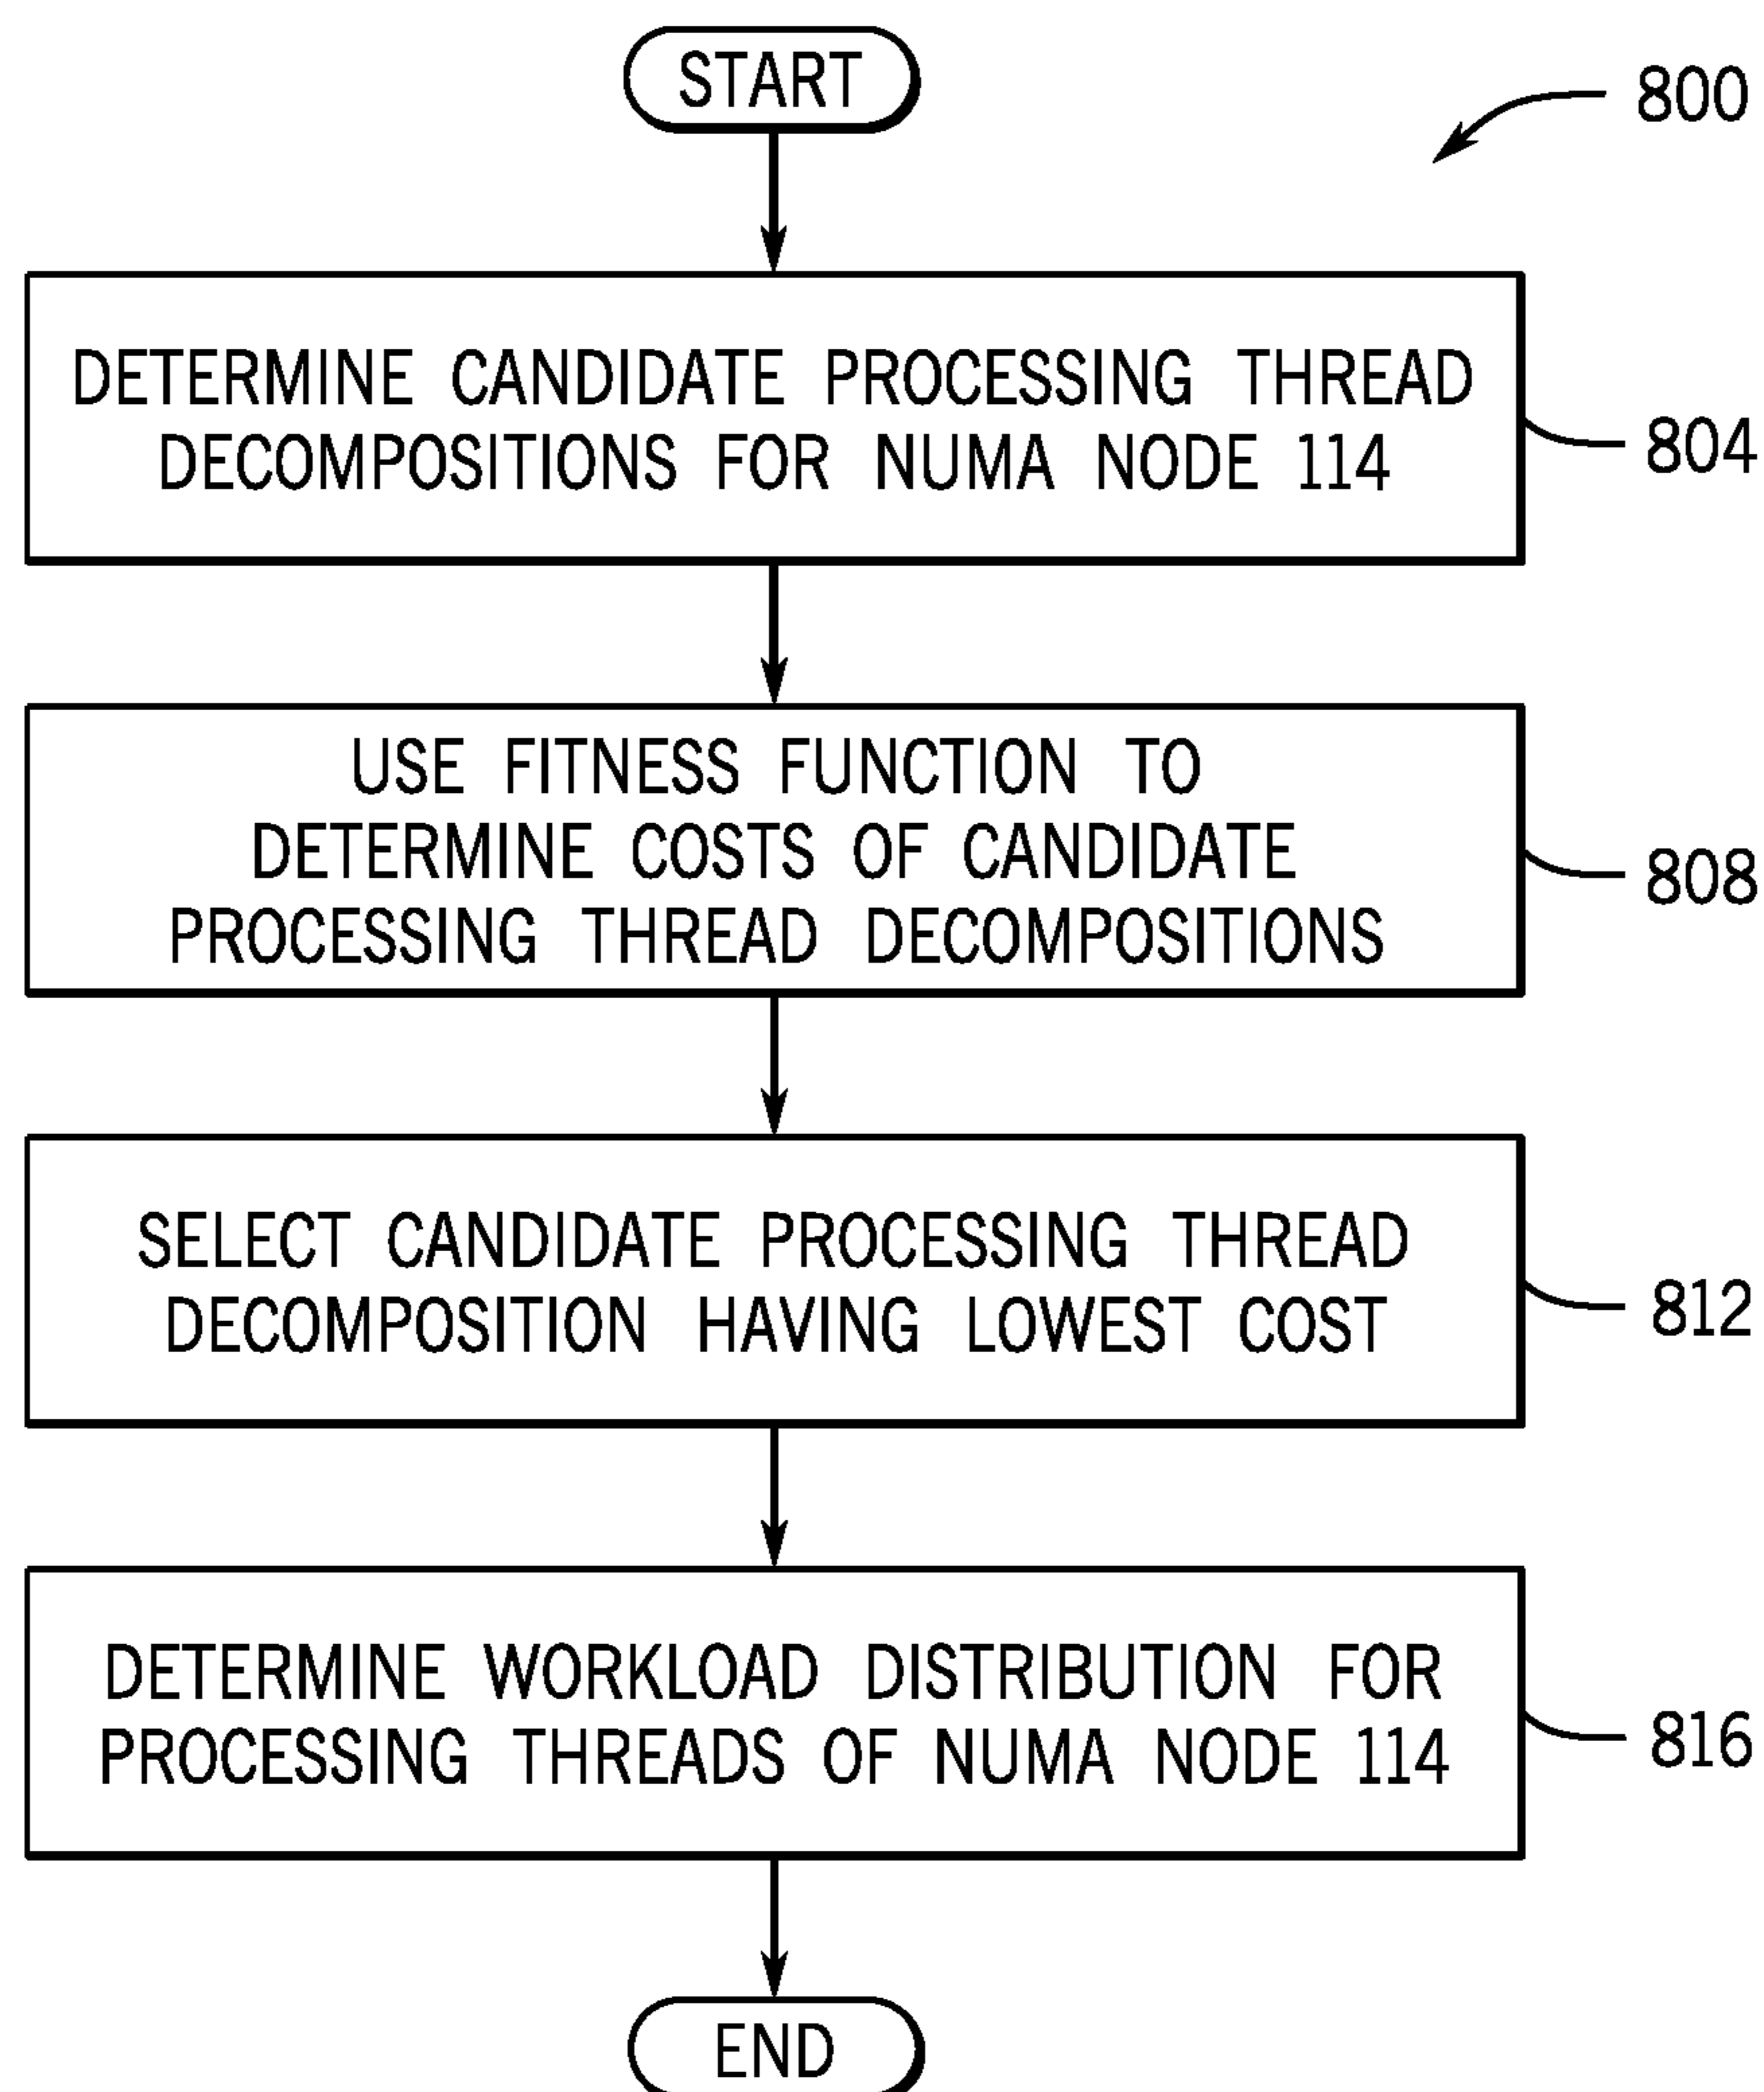 START
800
DETERMINE CANDIDATE PROCESSING THREAD
DECOMPOSITIONS FOR NUMA NODE 114
804
USE FITNESS FUNCTION TO
DETERMINE COSTS OF CANDIDATE
PROCESSING THREAD DECOMPOSITIONS
808
SELECT CANDIDATE PROCESSING THREAD
DECOMPOSITION HAVING LOWEST COST
812
DETERMINE WORKLOAD DISTRIBUTION FOR
PROCESSING THREADS OF NUMA NODE 114
816
END